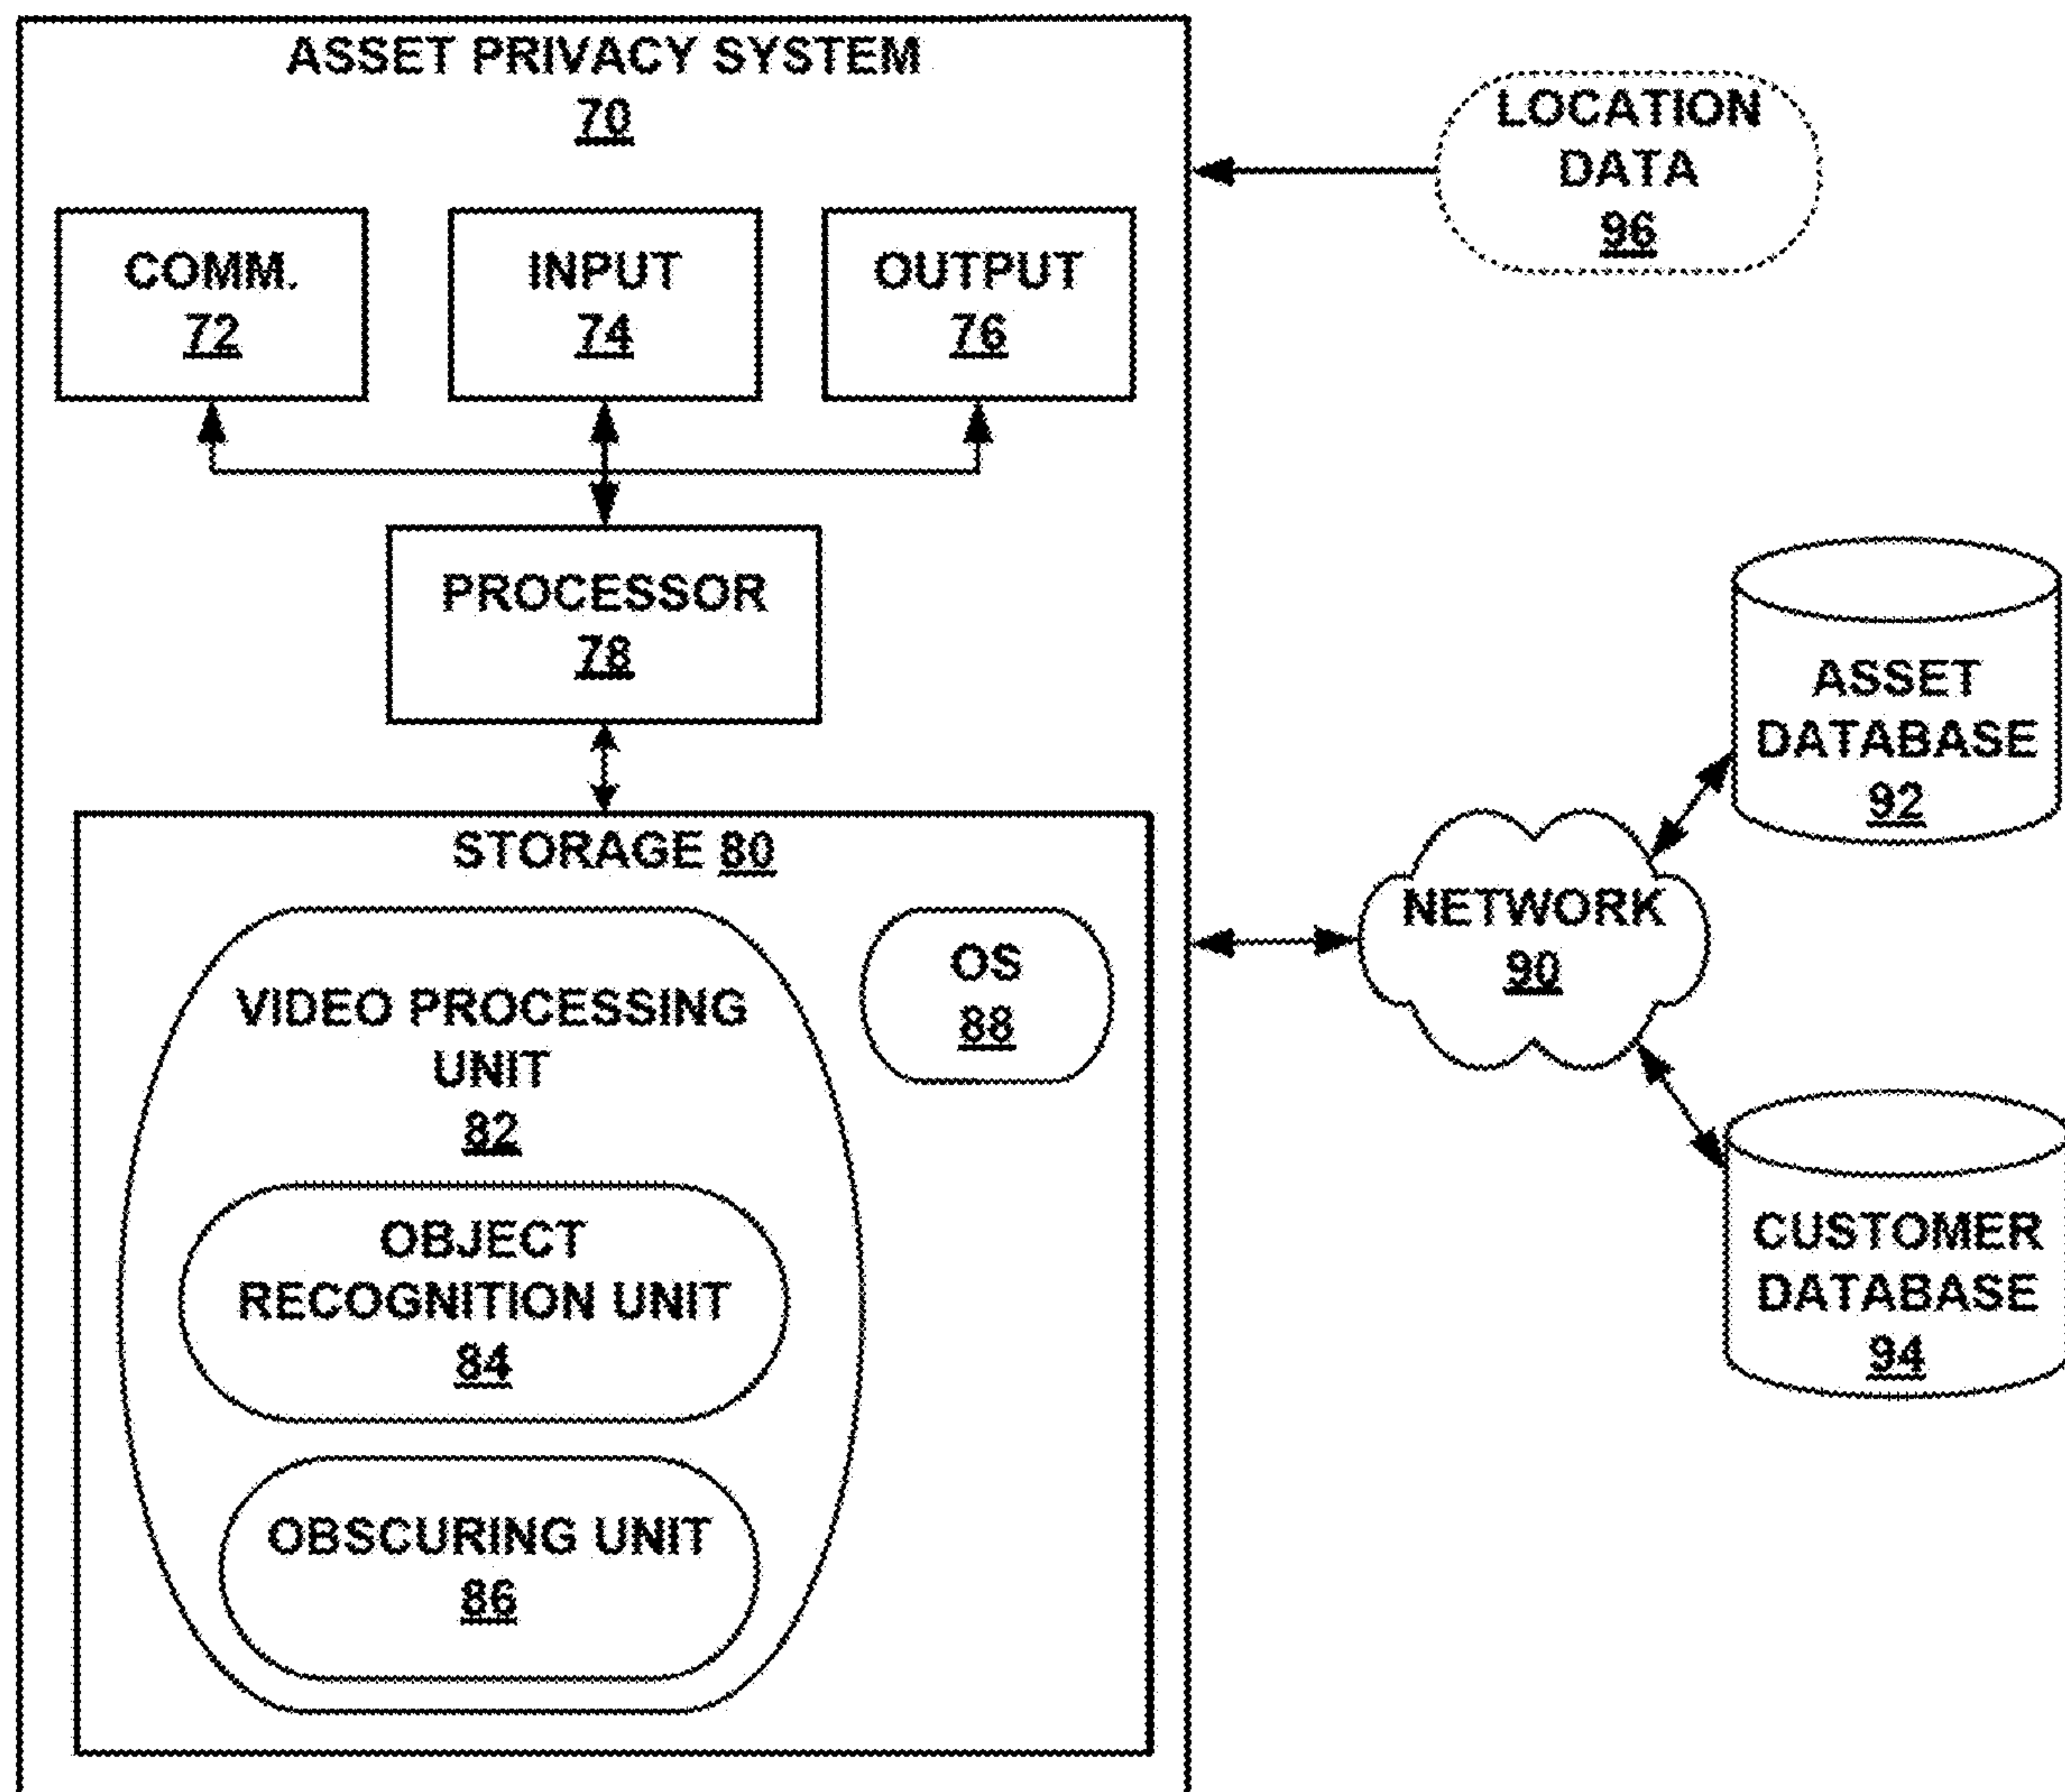 ASSET PRIVACY SYSTEM
70
COMM.
72
INPUT
74
OUTPUT
76
PROCESSOR
78
STORAGE 80
VIDEO PROCESSING
UNIT
82
OBJECT
RECOGNITION UNIT
84
OBSCURING UNIT
86
OS
88
LOCATION
DATA
96
NETWORK
90
ASSET
DATABASE
92
CUSTOMER
DATABASE
94